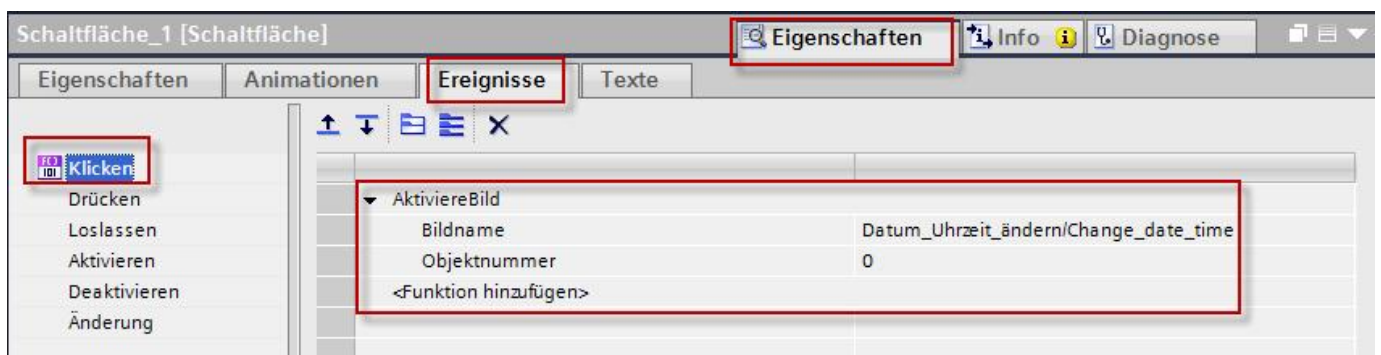 Schaltfläche_1 [Schaltfläche]
Eigenschaften Info Diagnose
Eigenschaften Animationen Ereignisse Texte
Klicken
Drücken
Loslassen
Aktivieren
Deaktivieren
Änderung
AktiviereBild
Bildname Datum_Uhrzeit_ändern/Change_date_time
Objektnummer 0
<Funktion hinzufügen>